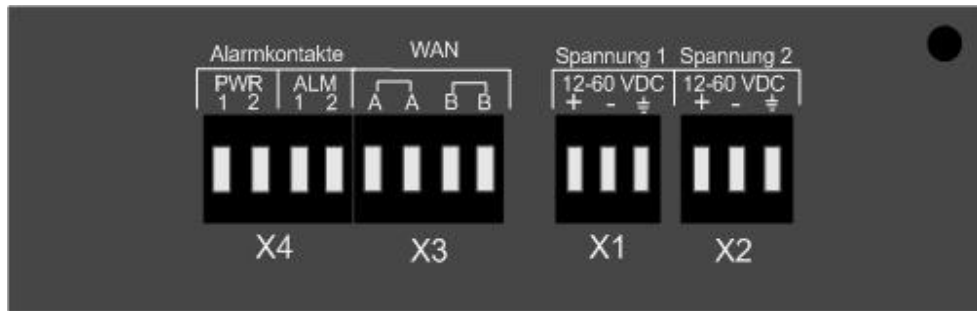 Alarmkontakte WAN Spannung 1 Spannung 2
PWR ALM 12-60 VDC 12-60 VDC
1 2 1 2 A A B B + - ⏚ + - ⏚
X4 X3 X1 X2